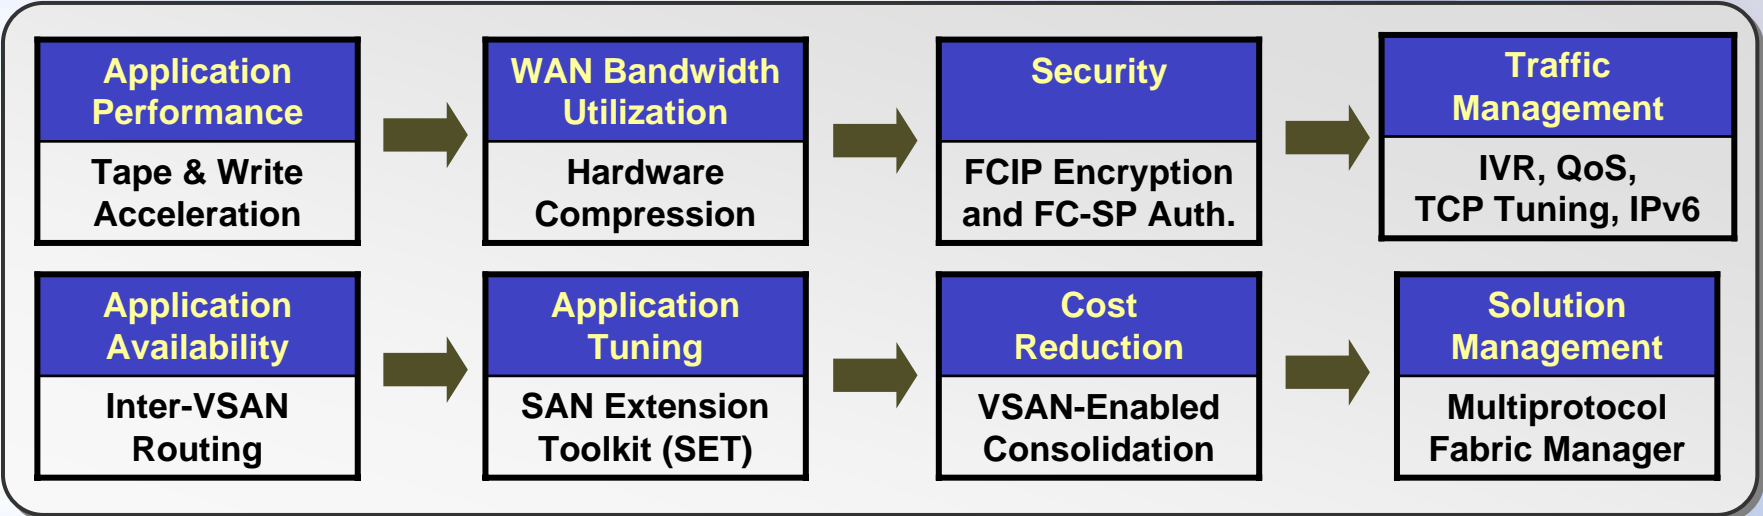 Application
Performance
Tape & Write
Acceleration
WAN Bandwidth
Utilization
Hardware
Compression
Security
FCIP Encryption
and FC-SP Auth.
Traffic
Management
IVR, QoS,
TCP Tuning, IPv6
Application
Availability
Inter-VSAN
Routing
Application
Tuning
SAN Extension
Toolkit (SET)
Cost
Reduction
VSAN-Enabled
Consolidation
Solution
Management
Multiprotocol
Fabric Manager